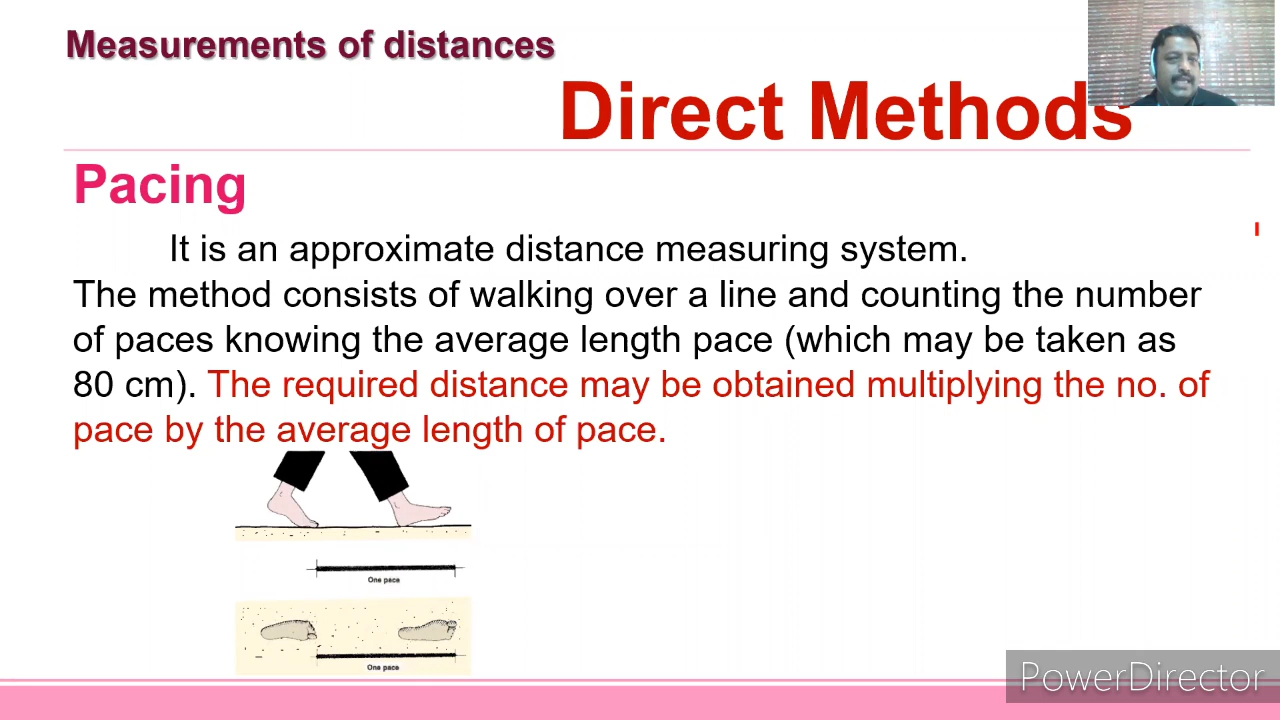 Measurements of distances
Direct Methods
Pacing
It is an approximate distance measuring system.
The method consists of walking over a line and counting the number
of paces knowing the average length pace (which may be taken as
80 cm). The required distance may be obtained multiplying the no. of
pace by the average length of pace.
One pace
One pace
PowerDirector